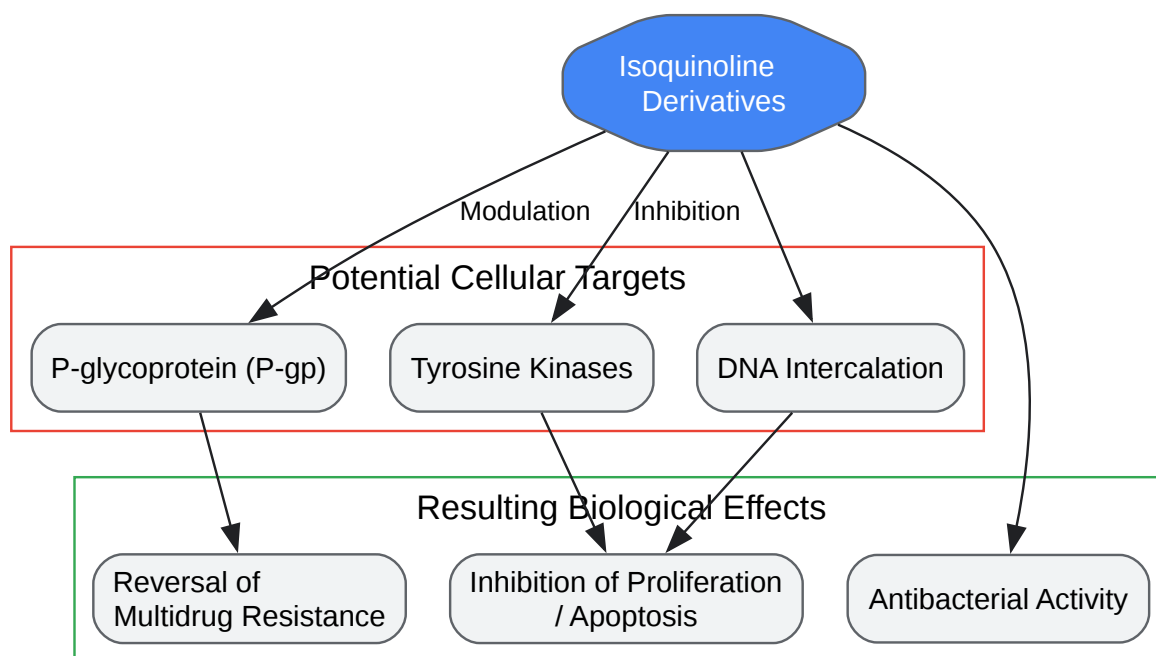 Isoquinoline
Derivatives
Modulation
Inhibition
Potential Cellular Targets
P-glycoprotein (P-gp)
Tyrosine Kinases
DNA Intercalation
Resulting Biological Effects
Reversal of
Multidrug Resistance
Inhibition of Proliferation
/ Apoptosis
Antibacterial Activity